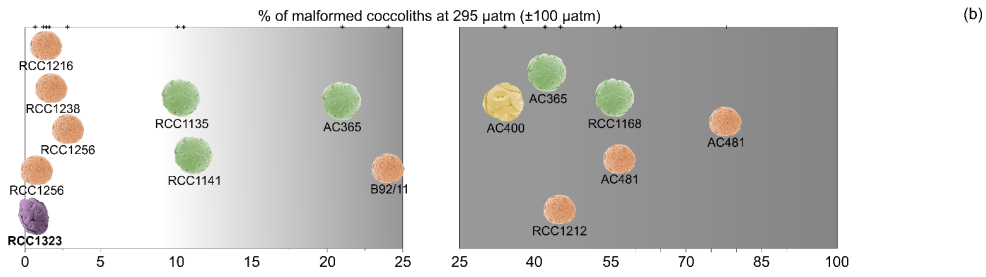 % of malformed coccoliths at 295 µatm (±100 µatm)
(b)
RCC1216
RCC1238
RCC1256
RCC1256
RCC1323
RCC1135
RCC1141
AC365
B92/11
AC400
AC365
RCC1168
AC481
AC481
RCC1212
0 5 10 15 20 25
25 40 55 70 85 100